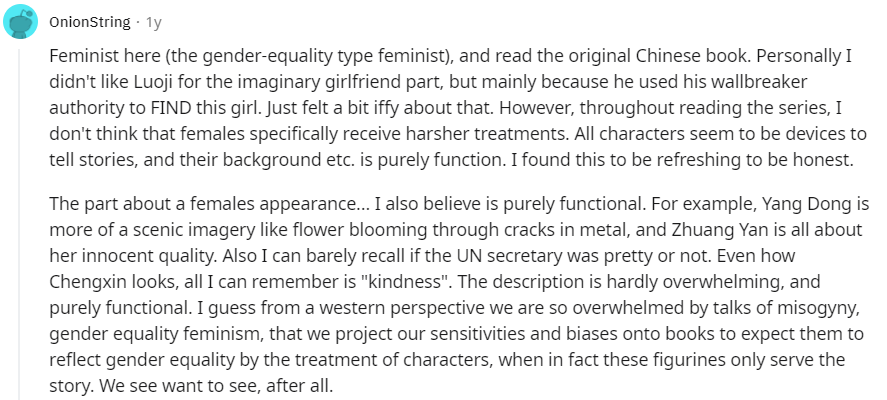 OnionString · 1y
Feminist here (the gender-equality type feminist), and read the original Chinese book. Personally I
didn't like Luoji for the imaginary girlfriend part, but mainly because he used his wallbreaker
authority to FIND this girl. Just felt a bit iffy about that. However, throughout reading the series, I
don't think that females specifically receive harsher treatments. All characters seem to be devices to
tell stories, and their background etc. is purely function. I found this to be refreshing to be honest.
The part about a females appearance... I also believe is purely functional. For example, Yang Dong is
more of a scenic imagery like flower blooming through cracks in metal, and Zhuang Yan is all about
her innocent quality. Also I can barely recall if the UN secretary was pretty or not. Even how
Chengxin looks, all I can remember is "kindness". The description is hardly overwhelming, and
purely functional. I guess from a western perspective we are so overwhelmed by talks of misogyny,
gender equality feminism, that we project our sensitivities and biases onto books to expect them to
reflect gender equality by the treatment of characters, when in fact these figurines only serve the
story. We see want to see, after all.